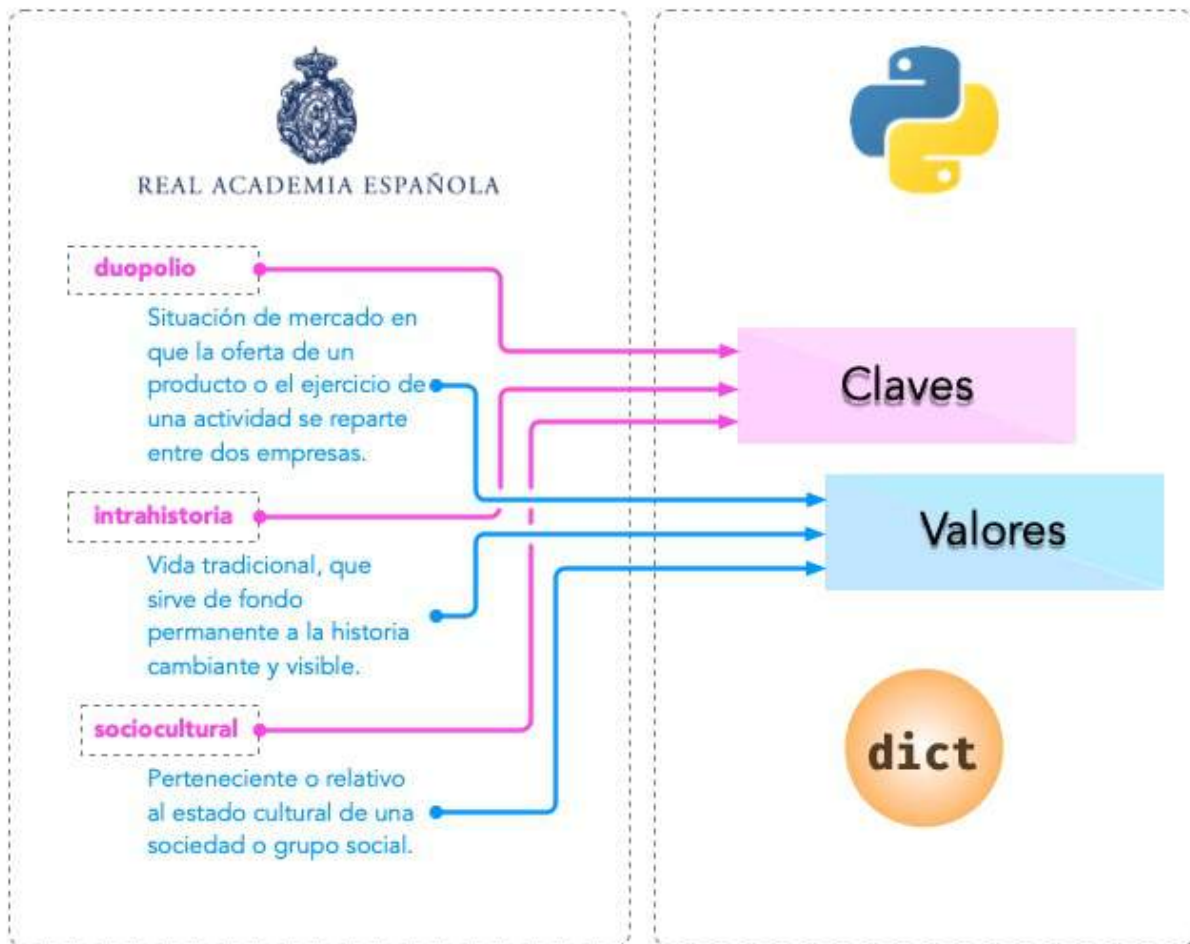 REAL ACADEMIA ESPAÑOLA
duopolio
Situación de mercado en
que la oferta de un
producto o el ejercicio de
una actividad se reparte
entre dos empresas.
intrahistoria
Vida tradicional, que
sirve de fondo
permanente a la historia
cambiante y visible.
sociocultural
Perteneciente o relativo
al estado cultural de una
sociedad o grupo social.
Claves
Valores
dict